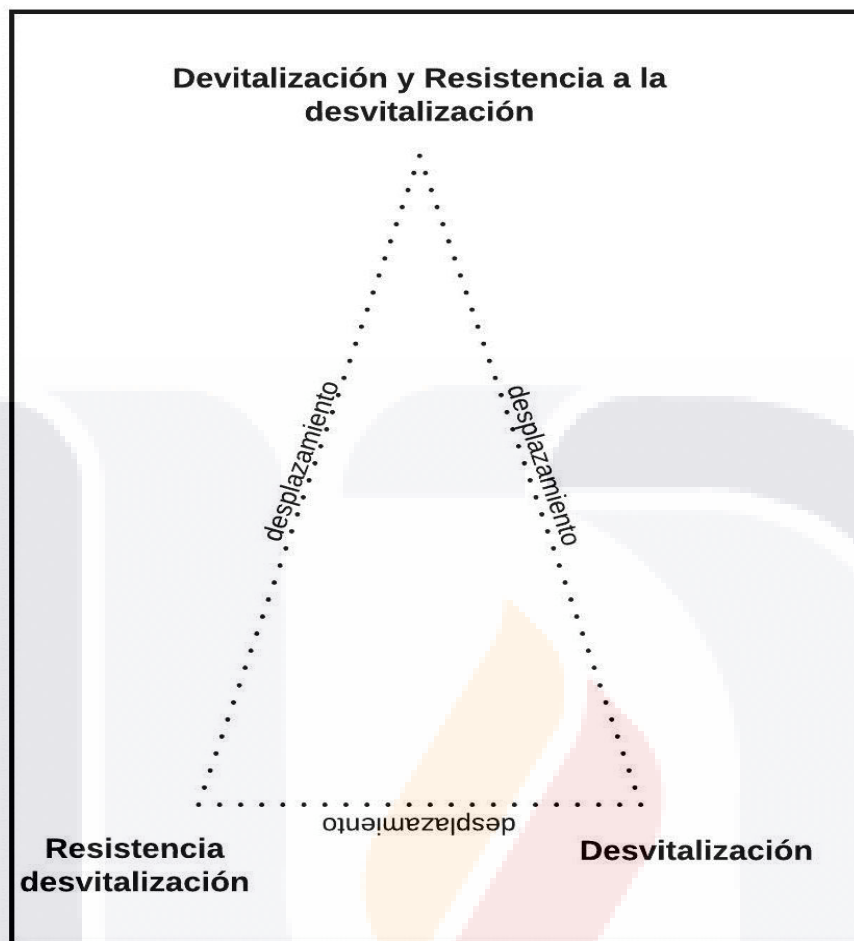 Devitalización y Resistencia a la
desvitalización
desplazamiento
desplazamiento
desplazamiento
Resistencia
desvitalización
Desvitalización